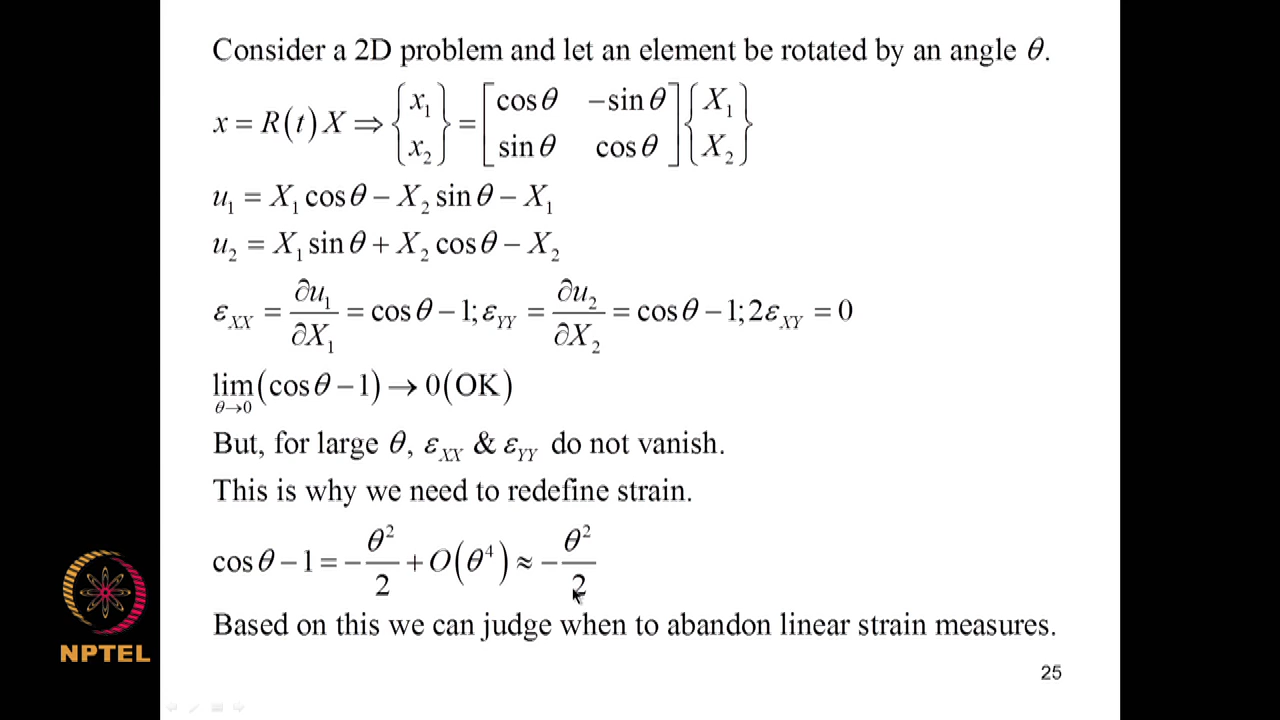 Consider a 2D problem and let an element be rotated by an angle θ.
x = R(t) X ⇒ {x₁ x₂} = [cosθ −sinθ sinθ cosθ] {X₁ X₂}
u₁ = X₁ cosθ − X₂ sinθ − X₁
u₂ = X₁ sinθ + X₂ cosθ − X₂
ε_XX = ∂u₁/∂X₁ = cosθ − 1; ε_YY = ∂u₂/∂X₂ = cosθ − 1; 2ε_XY = 0
lim_{θ→0} (cosθ − 1) → 0 (OK)
But, for large θ, ε_XX & ε_YY do not vanish.
This is why we need to redefine strain.
cosθ − 1 = −θ²/2 + O(θ⁴) ≈ −θ²/2
Based on this we can judge when to abandon linear strain measures.
NPTEL
25